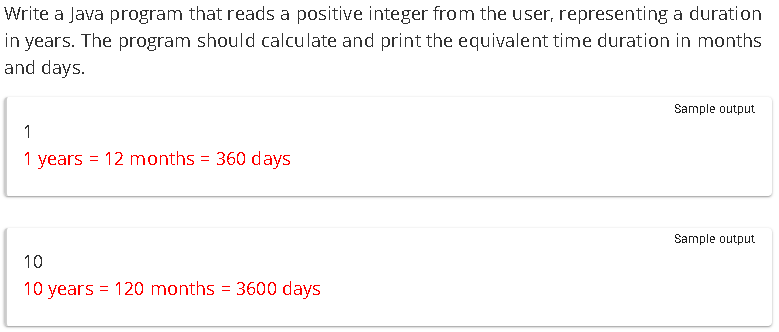 Write a Java program that reads a positive integer from the user, representing a duration
in years. The program should calculate and print the equivalent time duration in months
and days.
Sample output
1
1 years = 12 months = 360 days
Sample output
10
10 years = 120 months = 3600 days